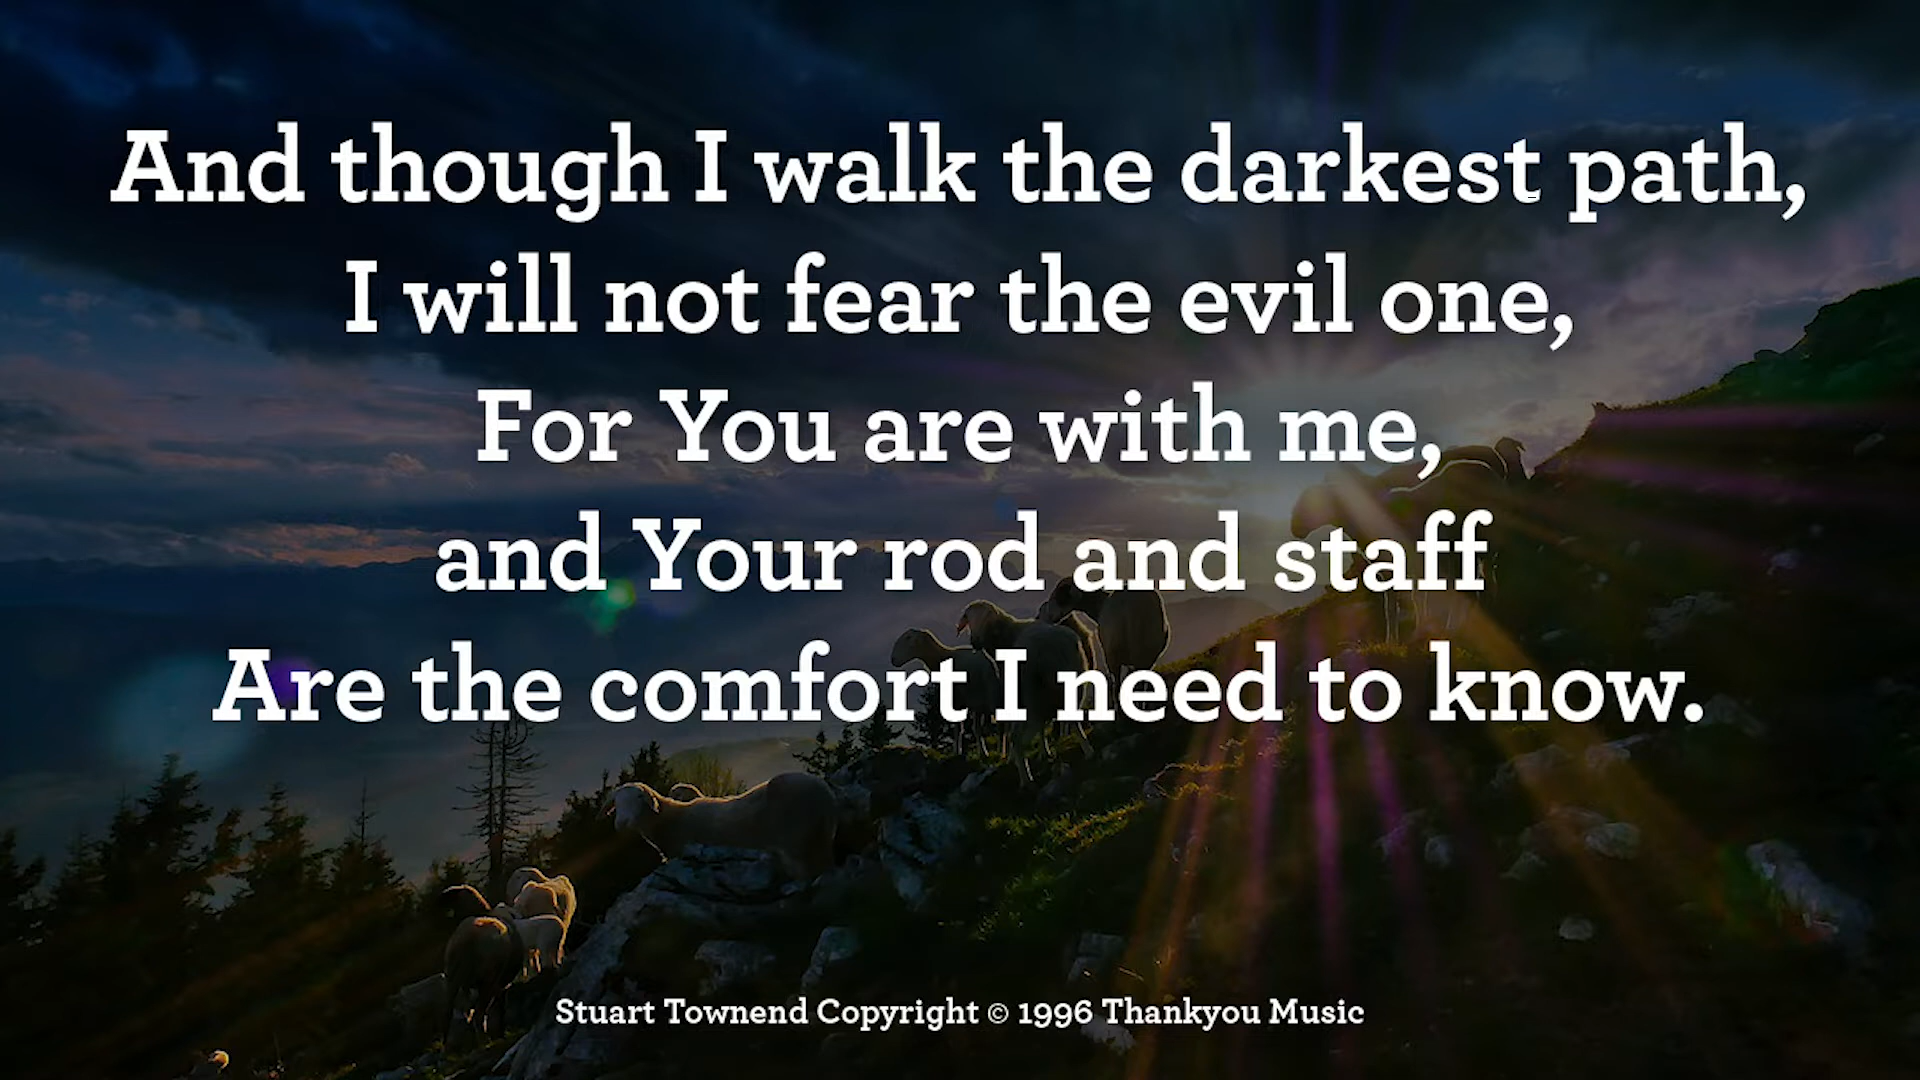 And though I walk the darkest path,
I will not fear the evil one,
For You are with me,
and Your rod and staff
Are the comfort I need to know.
Stuart Townend Copyright © 1996 Thankyou Music